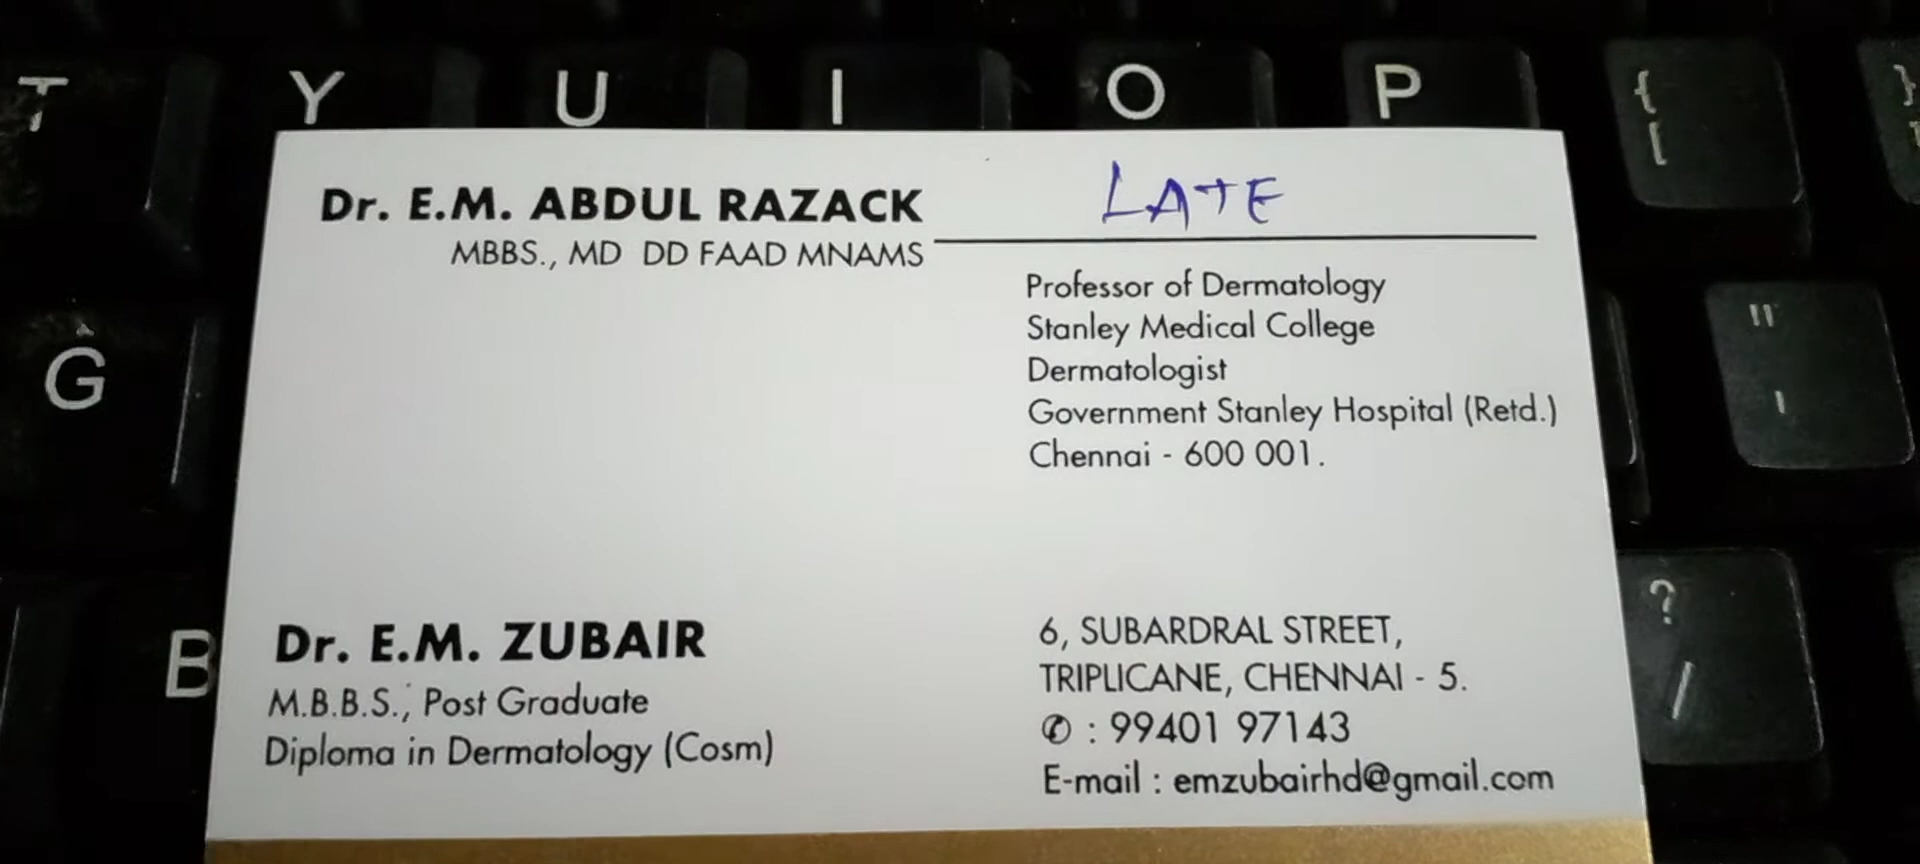 T Y U I O P { [ }
Dr. E.M. ABDUL RAZACK
LATE
MBBS., MD DD FAAD MNAMS
Professor of Dermatology
Stanley Medical College
Dermatologist
Government Stanley Hospital (Retd.)
Chennai - 600 001.
G
" '
Dr. E.M. ZUBAIR
M.B.B.S., Post Graduate
Diploma in Dermatology (Cosm)
6, SUBARDRAL STREET,
TRIPLICANE, CHENNAI - 5.
✆ : 99401 97143
E-mail : emzubairhd@gmail.com
B
? /